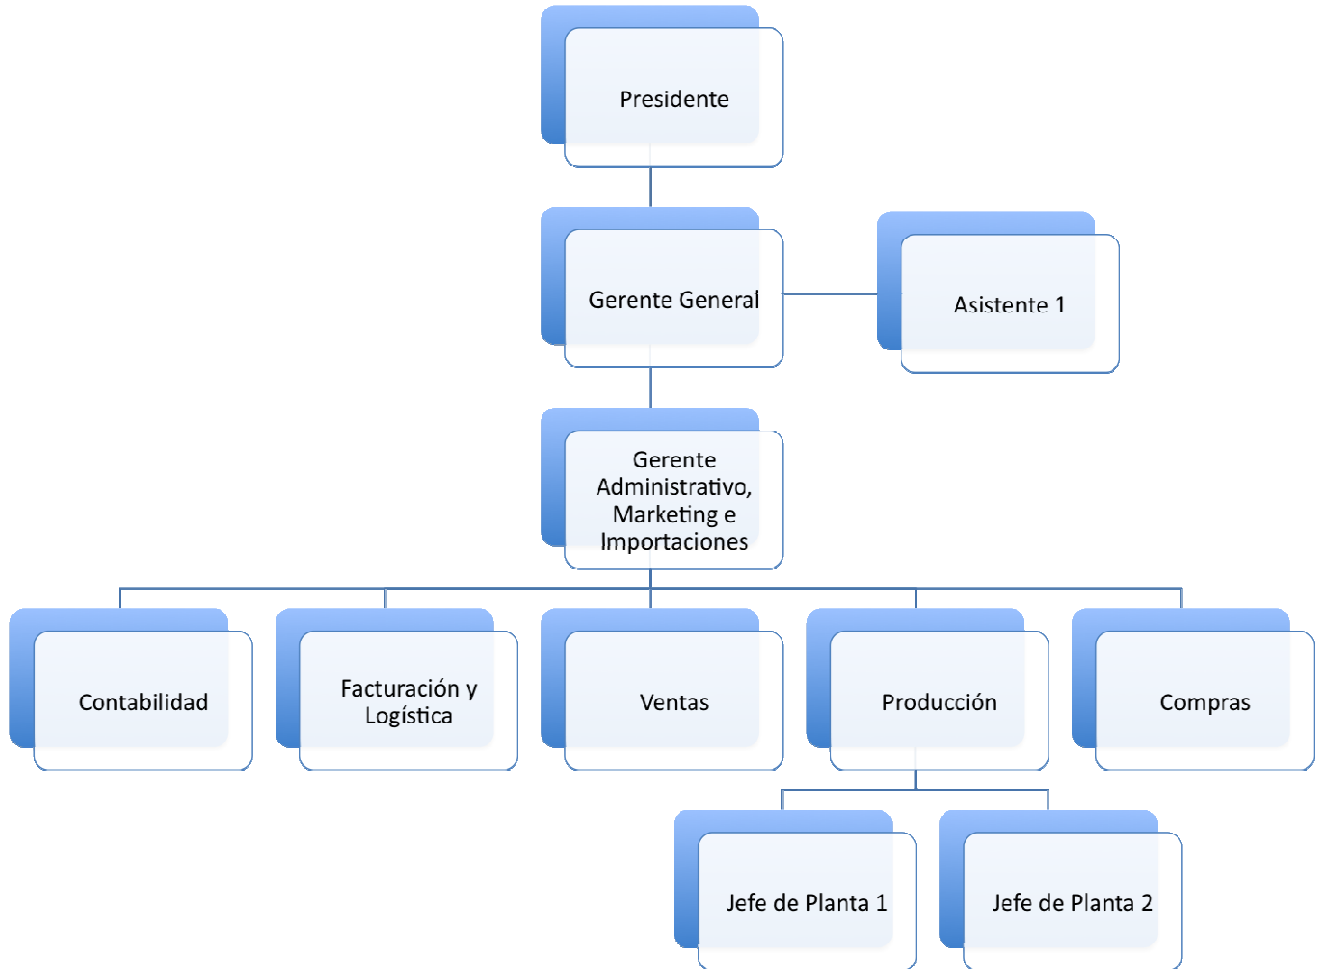 Presidente
Gerente General
Asistente 1
Gerente
Administrativo,
Marketing e
Importaciones
Contabilidad
Facturación y
Logística
Ventas
Producción
Compras
Jefe de Planta 1
Jefe de Planta 2